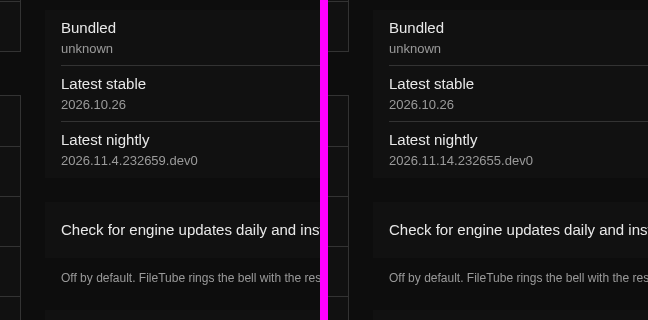 Bundled
unknown
Latest stable
2026.10.26
Latest nightly
2026.11.4.232659.dev0
Check for engine updates daily and ins
Off by default. FileTube rings the bell with the res
Bundled
unknown
Latest stable
2026.10.26
Latest nightly
2026.11.14.232655.dev0
Check for engine updates daily and ins
Off by default. FileTube rings the bell with the res